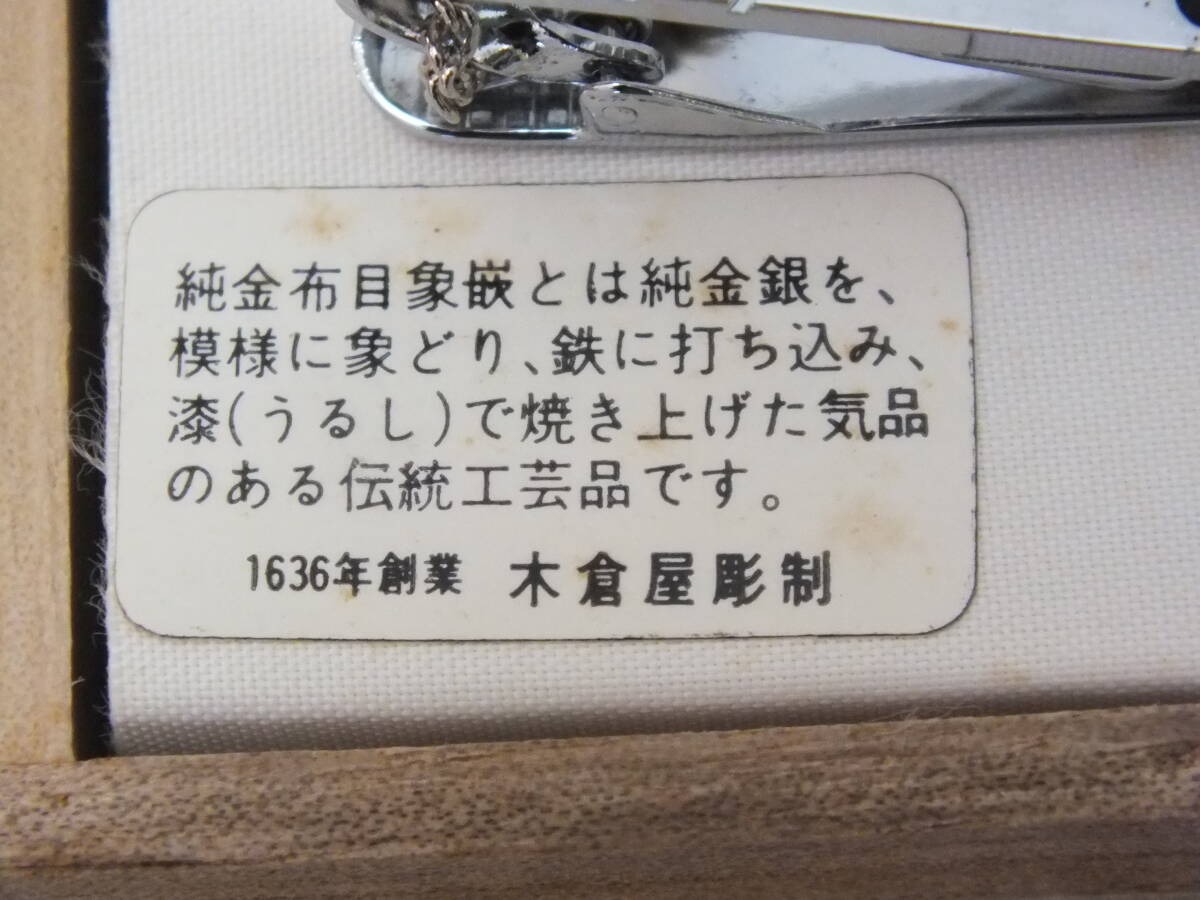 純金布目象嵌とは純金銀を、
模様に象どり、鉄に打ち込み、
漆(うるし)で焼き上げた気品
のある伝統工芸品です。
1636年創業 木倉屋彫制